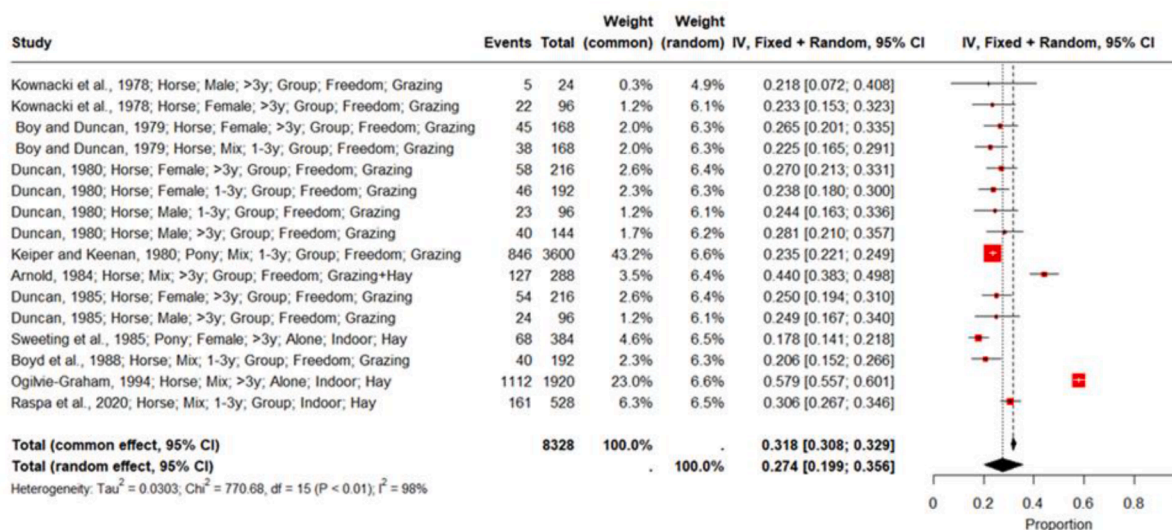 Weight Weight
Study Events Total (common) (random) IV, Fixed + Random, 95% CI IV, Fixed + Random, 95% CI
Kownacki et al., 1978; Horse; Male; >3y; Group; Freedom; Grazing 5 24 0.3% 4.9% 0.218 [0.072; 0.408]
Kownacki et al., 1978; Horse; Female; >3y; Group; Freedom; Grazing 22 96 1.2% 6.1% 0.233 [0.153; 0.323]
Boy and Duncan, 1979; Horse; Female; >3y; Group; Freedom; Grazing 45 168 2.0% 6.3% 0.265 [0.201; 0.335]
Boy and Duncan, 1979; Horse; Mix; 1-3y; Group; Freedom; Grazing 38 168 2.0% 6.3% 0.225 [0.165; 0.291]
Duncan, 1980; Horse; Female; >3y; Group; Freedom; Grazing 58 216 2.6% 6.4% 0.270 [0.213; 0.331]
Duncan, 1980; Horse; Female; 1-3y; Group; Freedom; Grazing 46 192 2.3% 6.3% 0.238 [0.180; 0.300]
Duncan, 1980; Horse; Male; 1-3y; Group; Freedom; Grazing 23 96 1.2% 6.1% 0.244 [0.163; 0.336]
Duncan, 1980; Horse; Male; >3y; Group; Freedom; Grazing 40 144 1.7% 6.2% 0.281 [0.210; 0.357]
Keiper and Keenan, 1980; Pony; Mix; 1-3y; Group; Freedom; Grazing 846 3600 43.2% 6.6% 0.235 [0.221; 0.249]
Arnold, 1984; Horse; Mix; >3y; Group; Freedom; Grazing+Hay 127 288 3.5% 6.4% 0.440 [0.383; 0.498]
Duncan, 1985; Horse; Female; >3y; Group; Freedom; Grazing 54 216 2.6% 6.4% 0.250 [0.194; 0.310]
Duncan, 1985; Horse; Male; >3y; Group; Freedom; Grazing 24 96 1.2% 6.1% 0.249 [0.167; 0.340]
Sweeting et al., 1985; Pony; Female; >3y; Alone; Indoor; Hay 68 384 4.6% 6.5% 0.178 [0.141; 0.218]
Boyd et al., 1988; Horse; Mix; 1-3y; Group; Freedom; Grazing 40 192 2.3% 6.3% 0.206 [0.152; 0.266]
Ogilvie-Graham, 1994; Horse; Mix; >3y; Alone; Indoor; Hay 1112 1920 23.0% 6.6% 0.579 [0.557; 0.601]
Raspa et al., 2020; Horse; Mix; 1-3y; Group; Indoor; Hay 161 528 6.3% 6.5% 0.306 [0.267; 0.346]
Total (common effect, 95% CI) 8328 100.0% . 0.318 [0.308; 0.329]
Total (random effect, 95% CI) . 100.0% 0.274 [0.199; 0.356]
Heterogeneity: Tau² = 0.0303; Chi² = 770.68, df = 15 (P < 0.01); I² = 98%
0 0.2 0.4 0.6 0.8
Proportion